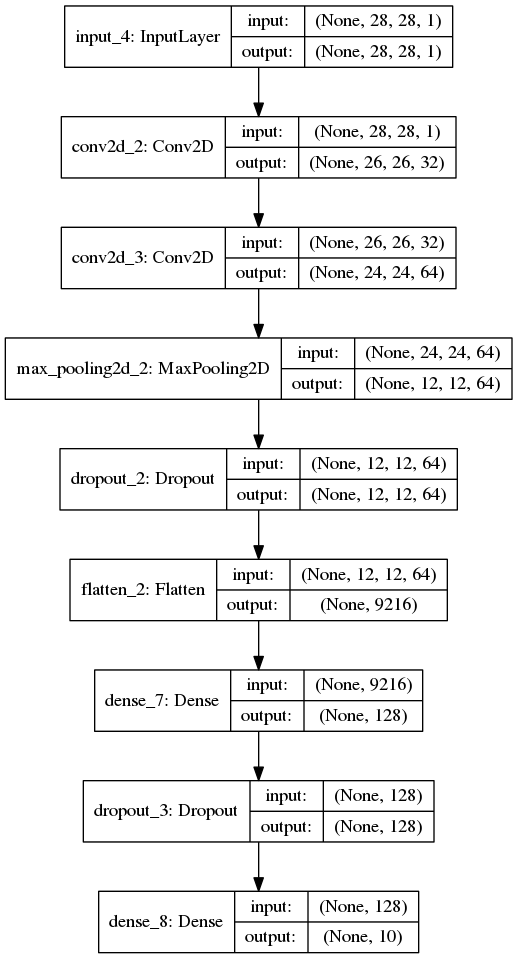 input_4: InputLayer
input: (None, 28, 28, 1)
output: (None, 28, 28, 1)
conv2d_2: Conv2D
input: (None, 28, 28, 1)
output: (None, 26, 26, 32)
conv2d_3: Conv2D
input: (None, 26, 26, 32)
output: (None, 24, 24, 64)
max_pooling2d_2: MaxPooling2D
input: (None, 24, 24, 64)
output: (None, 12, 12, 64)
dropout_2: Dropout
input: (None, 12, 12, 64)
output: (None, 12, 12, 64)
flatten_2: Flatten
input: (None, 12, 12, 64)
output: (None, 9216)
dense_7: Dense
input: (None, 9216)
output: (None, 128)
dropout_3: Dropout
input: (None, 128)
output: (None, 128)
dense_8: Dense
input: (None, 128)
output: (None, 10)